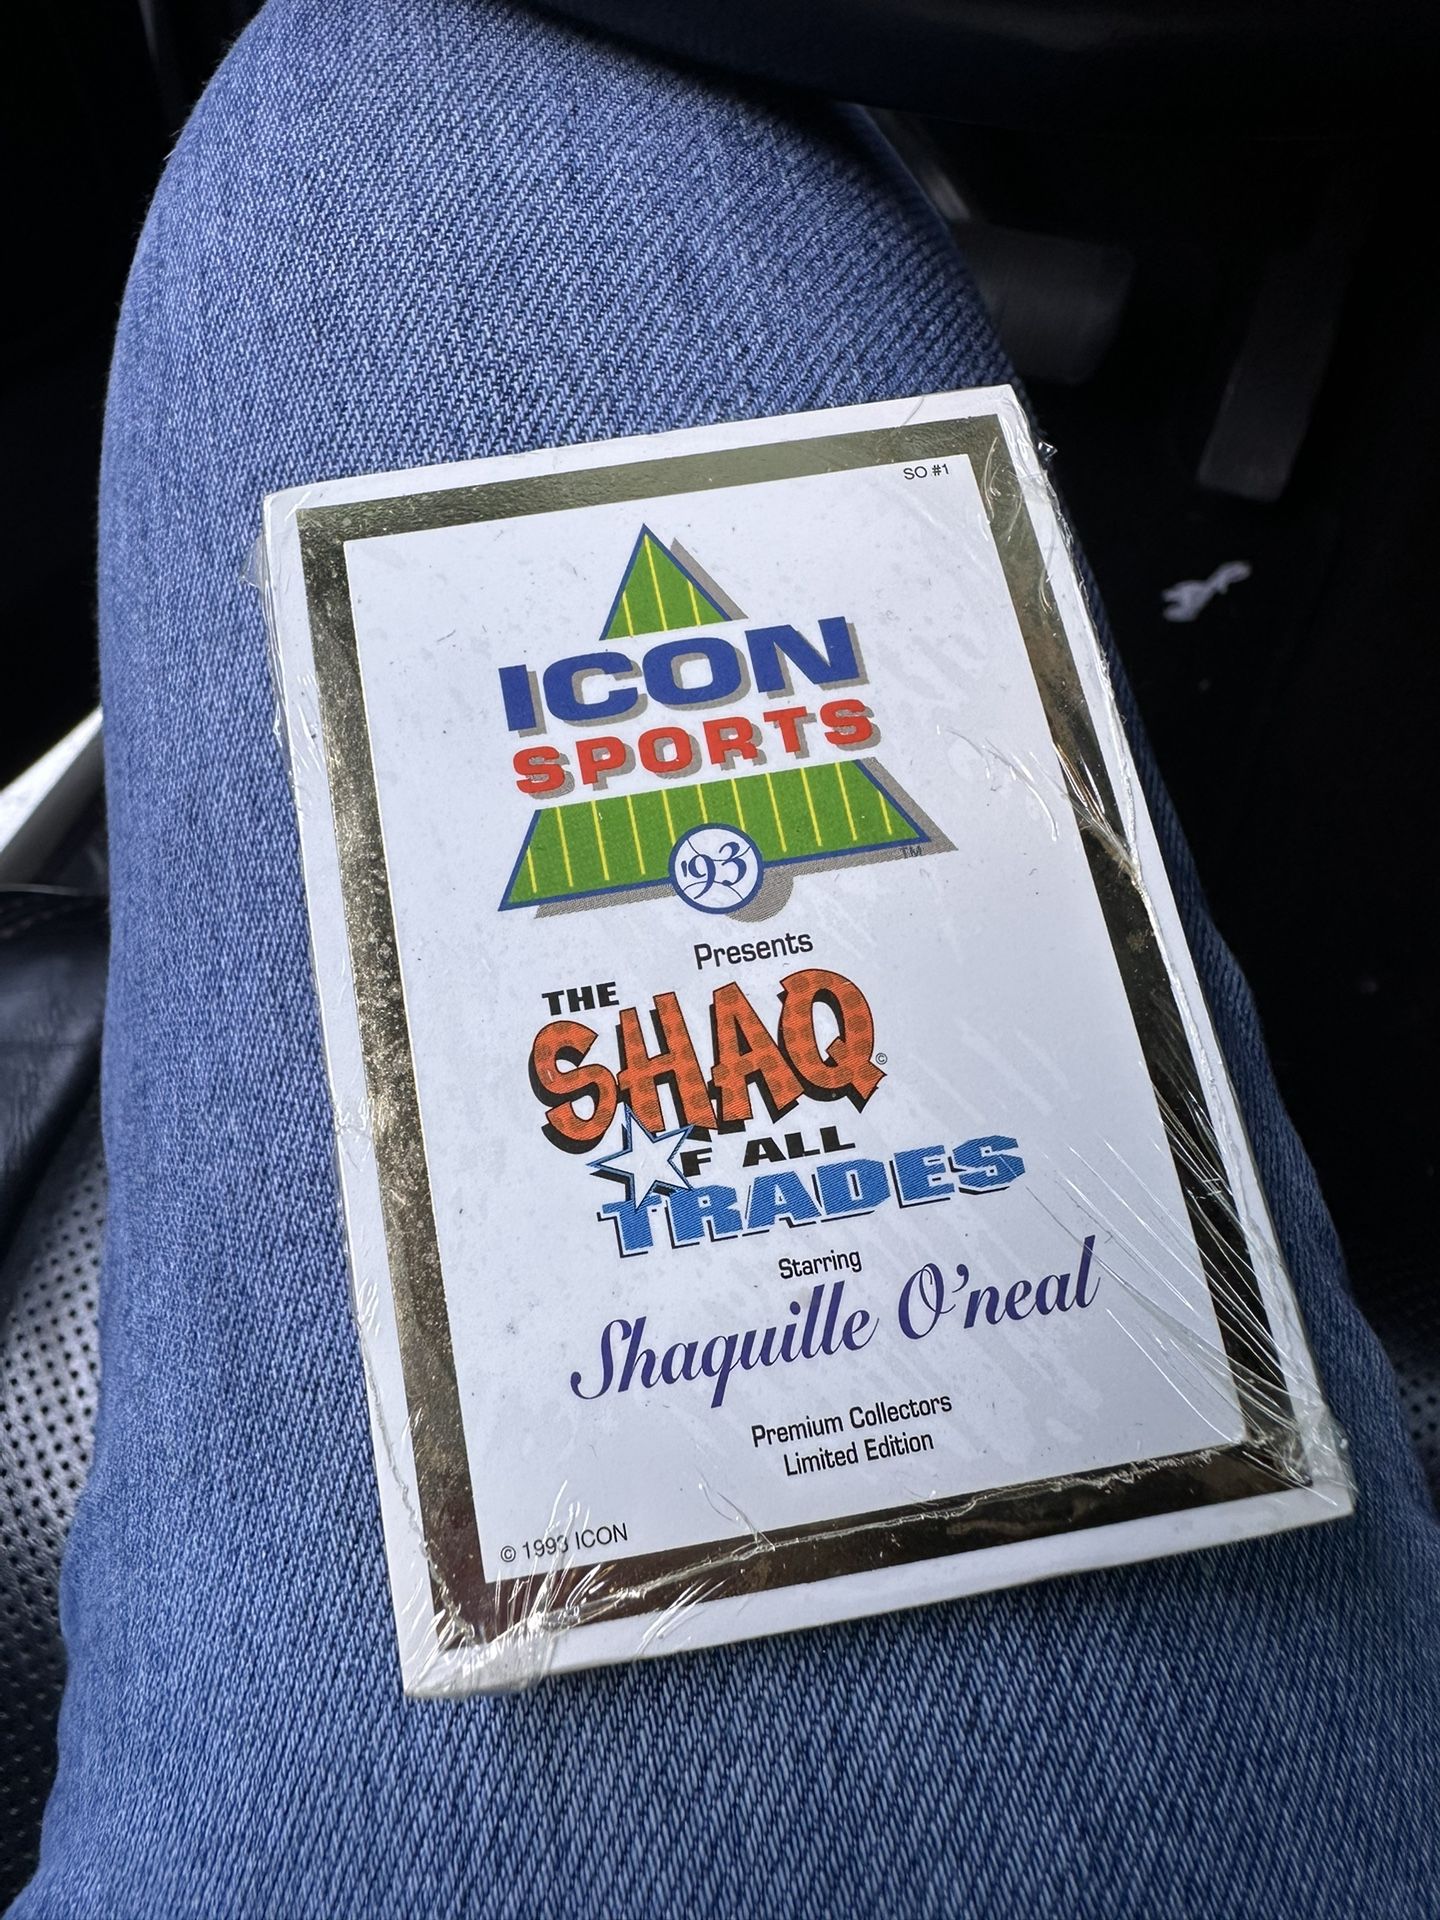 SO #1
ICON
SPORTS
'93
TM
Presents
THE
SHAQ
©
F ALL
TRADES
Starring
Shaquille O'neal
Premium Collectors
Limited Edition
© 1993 ICON